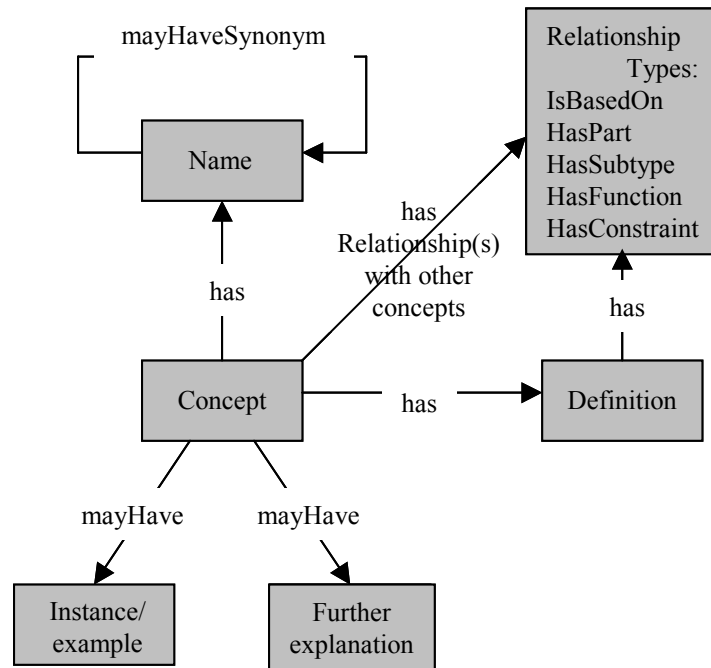 mayHaveSynonym
Name
Relationship
Types:
IsBasedOn
HasPart
HasSubtype
HasFunction
HasConstraint
has
Relationship(s)
with other
concepts
has
has
Concept
has
Definition
mayHave
mayHave
Instance/
example
Further
explanation